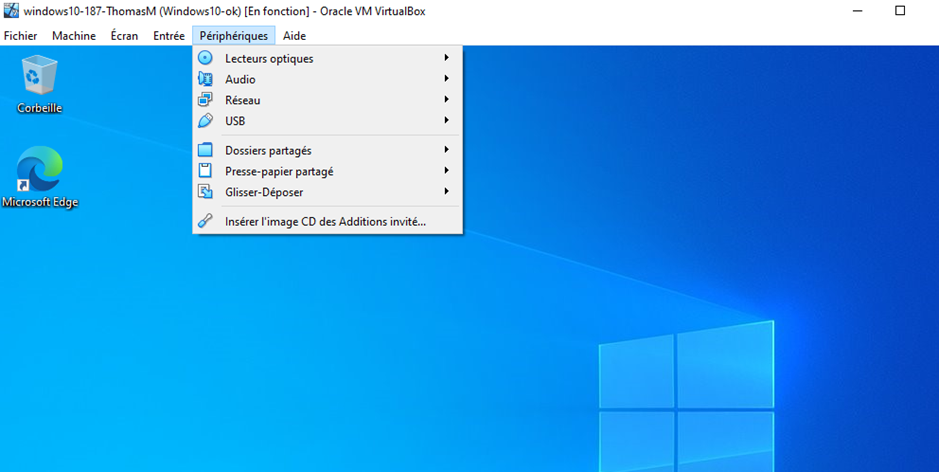 windows10-187-ThomasM (Windows10-ok) [En fonction] - Oracle VM VirtualBox
Fichier Machine Écran Entrée Périphériques Aide
Lecteurs optiques
Audio
Réseau
USB
Dossiers partagés
Presse-papier partagé
Glisser-Déposer
Insérer l'image CD des Additions invité...
Corbeille
Microsoft Edge